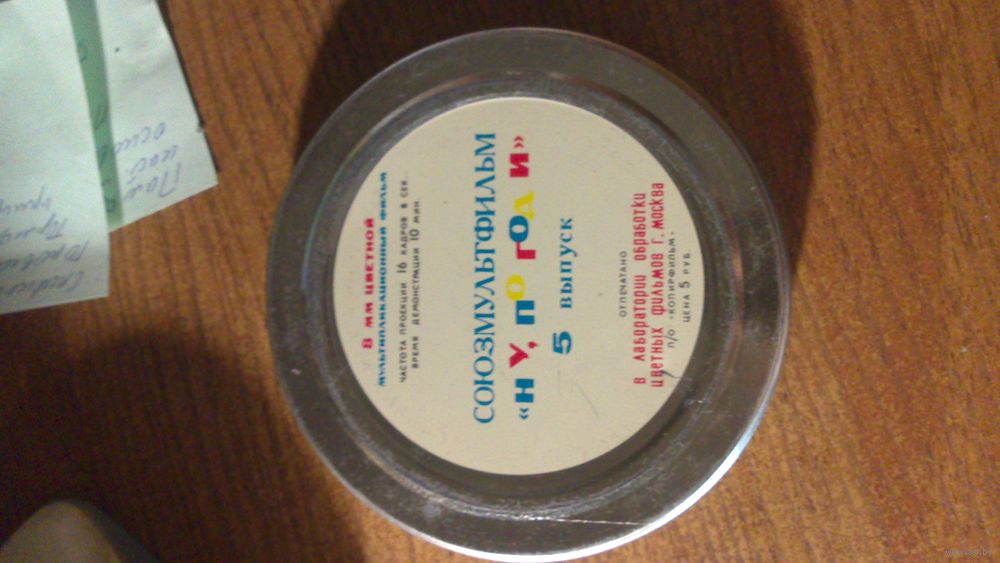 8 мм цветной
мультипликационный фильм
частота проекции 16 кадров в сек.
время демонстрации 10 мин.
СОЮЗМУЛЬТФИЛЬМ
«Ну, погоди»
5 выпуск
отпечатано
в лаборатории обработки
цветных фильмов г. Москва
п/о «Копирфильм»
цена 5 руб.